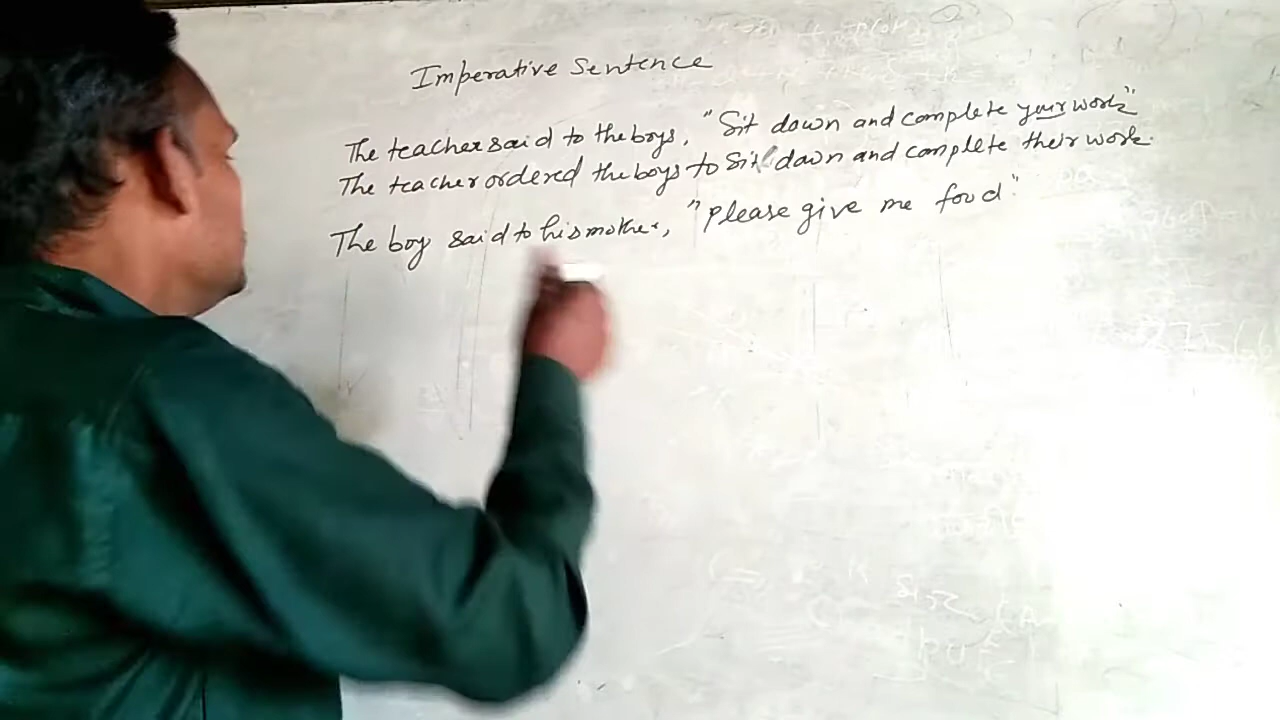 Imperative Sentence
The teacher said to the boys, "Sit down and complete your work"
The teacher ordered the boys to Sit down and complete their work.
The boy said to his mother, "please give me food"